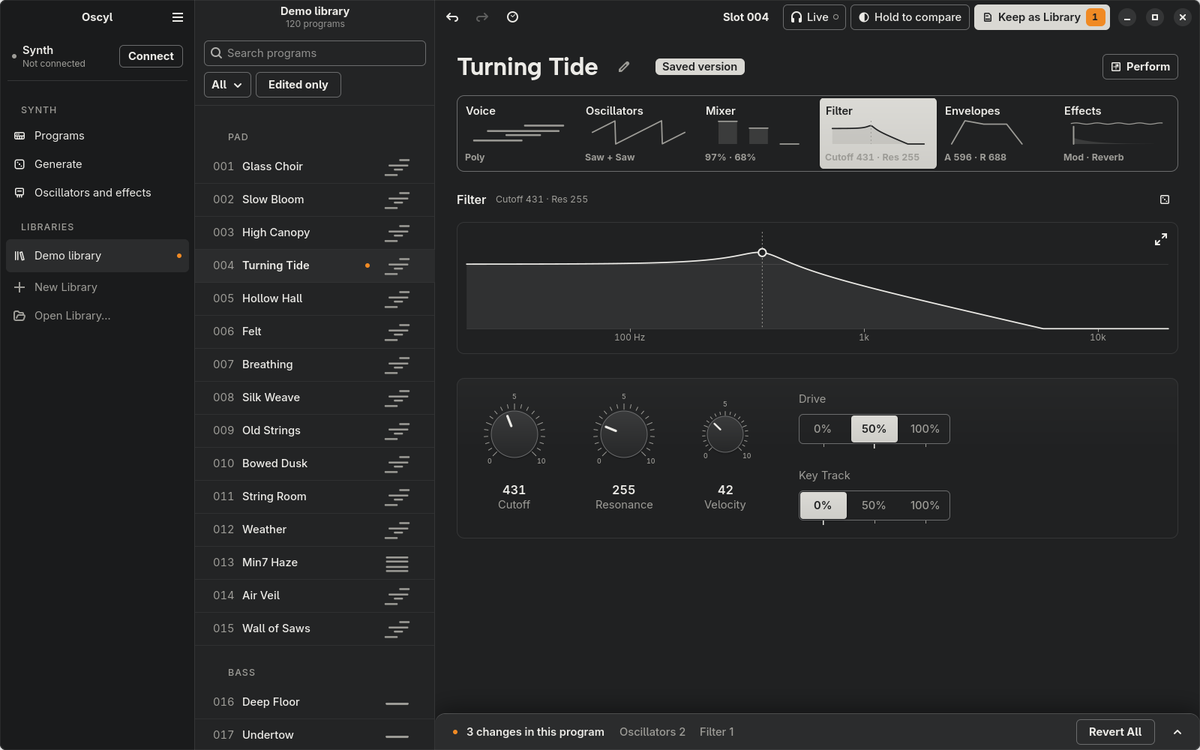 Oscyl
Synth
Not connected
Connect
SYNTH
Programs
Generate
Oscillators and effects
LIBRARIES
Demo library
New Library
Open Library...
Demo library
120 programs
Search programs
All
Edited only
PAD
001 Glass Choir
002 Slow Bloom
003 High Canopy
004 Turning Tide
005 Hollow Hall
006 Felt
007 Breathing
008 Silk Weave
009 Old Strings
010 Bowed Dusk
011 String Room
012 Weather
013 Min7 Haze
014 Air Veil
015 Wall of Saws
BASS
016 Deep Floor
017 Undertow
Slot 004
Live
Hold to compare
Keep as Library 1
Turning Tide
Saved version
Perform
Voice
Poly
Oscillators
Saw + Saw
Mixer
97% · 68%
Filter
Cutoff 431 · Res 255
Envelopes
A 596 · R 688
Effects
Mod · Reverb
Filter Cutoff 431 · Res 255
100 Hz 1k 10k
5
0 10
431
Cutoff
5
0 10
255
Resonance
5
0 10
42
Velocity
Drive
0% 50% 100%
Key Track
0% 50% 100%
3 changes in this program Oscillators 2 Filter 1
Revert All